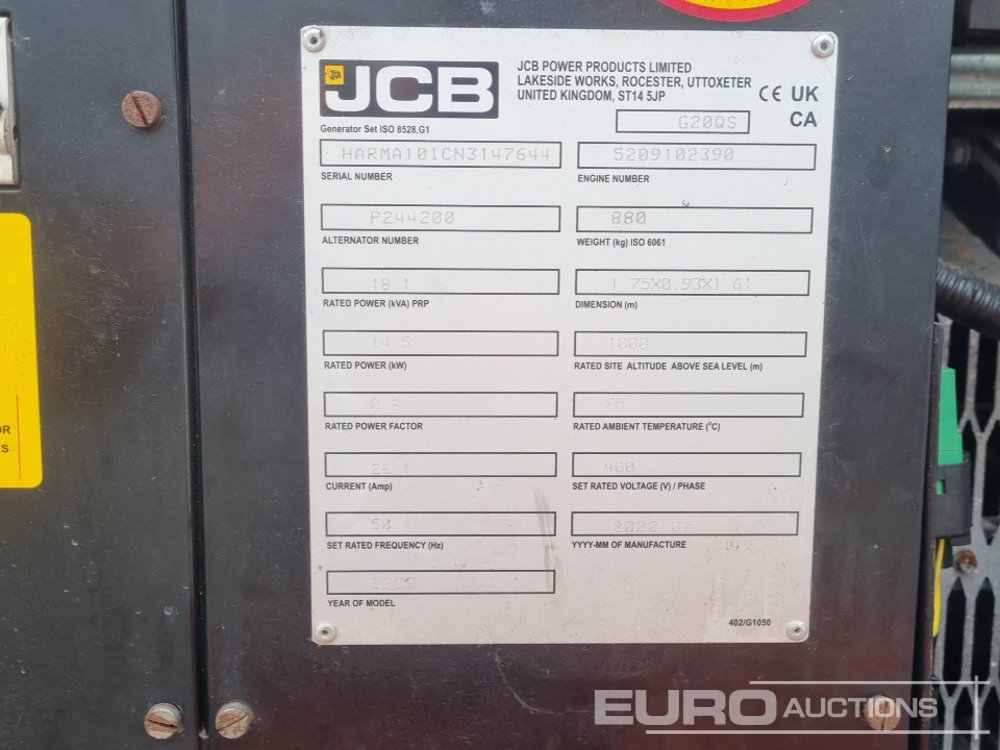 JCB
JCB POWER PRODUCTS LIMITED
LAKESIDE WORKS, ROCESTER, UTTOXETER
UNITED KINGDOM, ST14 5JP
CE UK
CA
Generator Set ISO 8528,G1
G20QS
HARMA10ICN3147644
5209102390
SERIAL NUMBER
ENGINE NUMBER
P244200
880
ALTERNATOR NUMBER
WEIGHT (kg) ISO 6061
18.1
1.75X0.93X1.61
RATED POWER (kVA) PRP
DIMENSION (m)
14.5
1000
RATED POWER (kW)
RATED SITE ALTITUDE ABOVE SEA LEVEL (m)
0.8
25
RATED POWER FACTOR
RATED AMBIENT TEMPERATURE (°C)
26.1
400
CURRENT (Amp)
SET RATED VOLTAGE (V) / PHASE
50
2022-07
SET RATED FREQUENCY (Hz)
YYYY-MM OF MANUFACTURE
YEAR OF MODEL
402/G1050
OR
S
EURO AUCTIONS